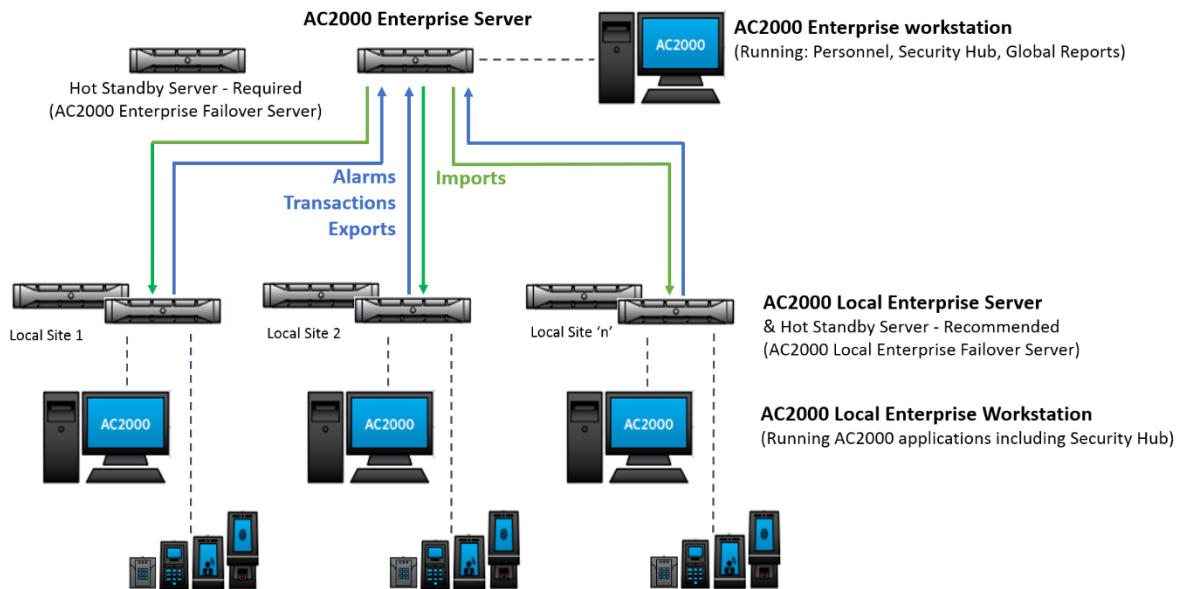 AC2000 Enterprise Server
AC2000 Enterprise workstation
(Running: Personnel, Security Hub, Global Reports)
AC2000
Hot Standby Server - Required
(AC2000 Enterprise Failover Server)
Alarms
Transactions
Exports
Imports
Local Site 1
Local Site 2
Local Site ‘n’
AC2000 Local Enterprise Server
& Hot Standby Server - Recommended
(AC2000 Local Enterprise Failover Server)
AC2000
AC2000
AC2000
AC2000 Local Enterprise Workstation
(Running AC2000 applications including Security Hub)